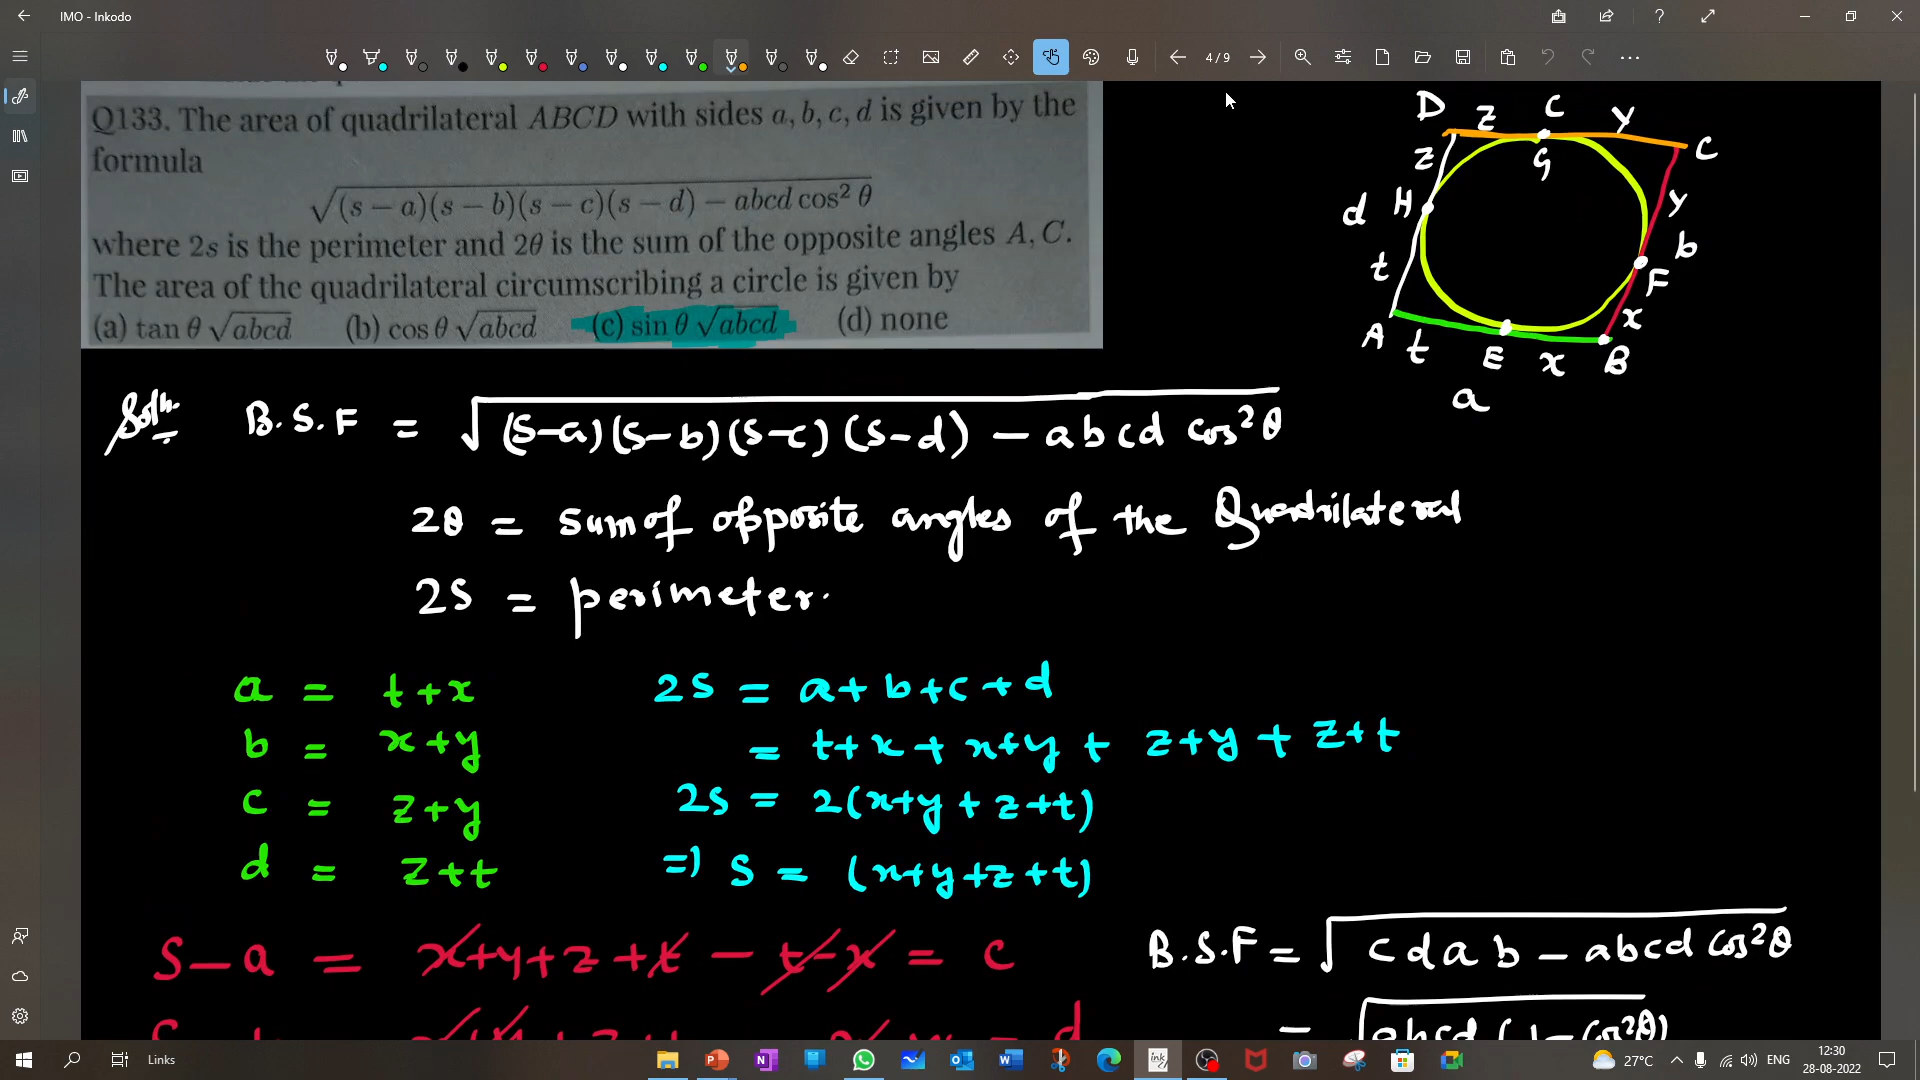 IMO - Inkodo
4/9
Q133. The area of quadrilateral ABCD with sides a, b, c, d is given by the
formula
√(s − a)(s − b)(s − c)(s − d) − abcd cos² θ
where 2s is the perimeter and 2θ is the sum of the opposite angles A, C.
The area of the quadrilateral circumscribing a circle is given by
(a) tan θ √abcd (b) cos θ √abcd (c) sin θ √abcd (d) none
D z C y
z G C
d H y
b
t F
A t E x B x
a
Soln. B.S.F = √(S-a)(S-b)(S-c)(S-d) - abcd cos²θ
2θ = sum of opposite angles of the Quadrilateral
2S = perimeter.
a = t+x 2S = a+b+c+d
b = x+y = t+x+x+y+z+y+z+t
c = z+y 2S = 2(x+y+z+t)
d = z+t => S = (x+y+z+t)
S-a = x+y+z+t - t-x = c B.S.F = √cdab - abcd cos²θ
= √abcd(1-cos²θ)
Links
27°C
ENG
12:30
28-08-2022